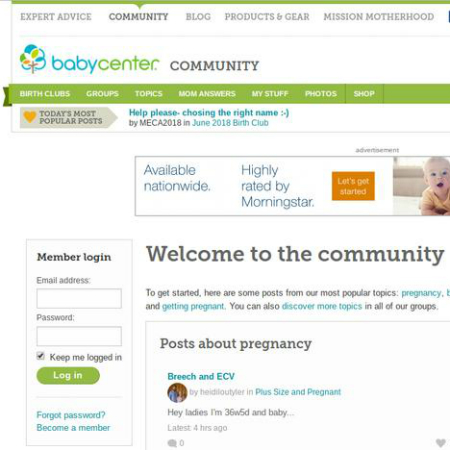 EXPERT ADVICE COMMUNITY BLOG PRODUCTS & GEAR MISSION MOTHERHOOD
babycenter. COMMUNITY
BIRTH CLUBS GROUPS TOPICS MOM ANSWERS MY STUFF PHOTOS SHOP
TODAY'S MOST
POPULAR POSTS
Help please- chosing the right name :-)
by MECA2018 in June 2018 Birth Club
advertisement
Available
nationwide.
Highly
rated by
Morningstar.
Let's get
started
Member login
Email address:
Password:
Keep me logged in
Log in
Forgot password?
Become a member
Welcome to the community
To get started, here are some posts from our most popular topics: pregnancy,
and getting pregnant. You can also discover more topics in all of our groups.
Posts about pregnancy
Breech and ECV
by heidiloutyler in Plus Size and Pregnant
Hey ladies I'm 36w5d and baby...
Latest: 4 hrs ago
0